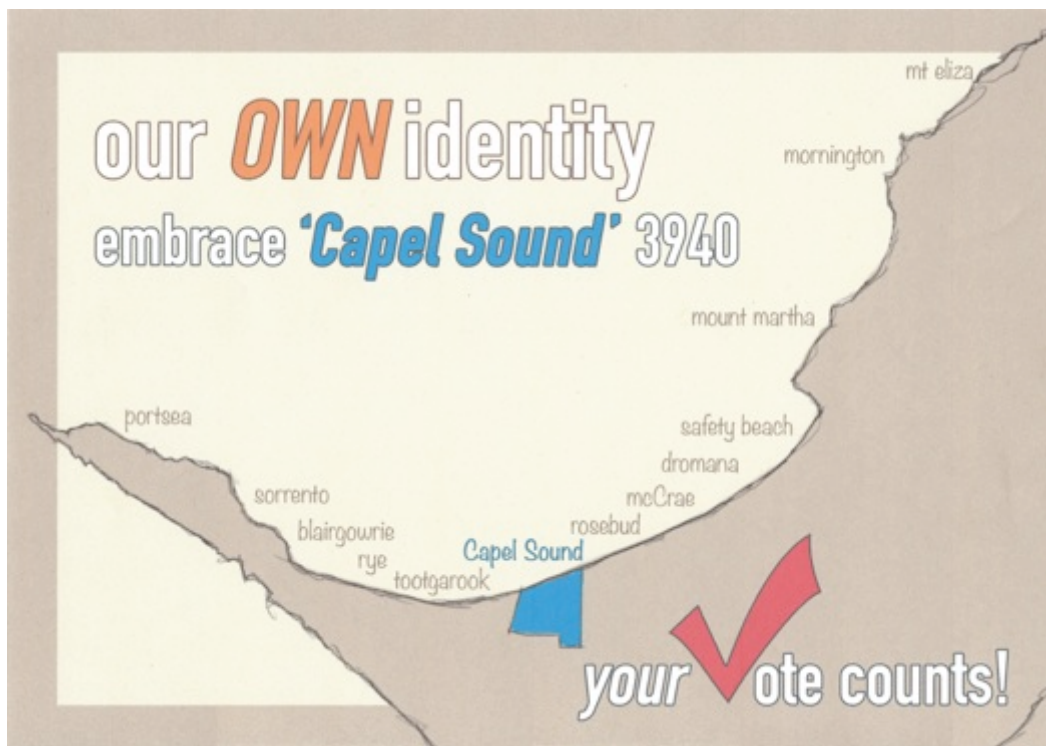 our OWN identity
embrace ‘Capel Sound’ 3940
mt eliza
mornington
mount martha
safety beach
dromana
mcCrae
rosebud
Capel Sound
tootgarook
rye
blairgowrie
sorrento
portsea
your Vote counts!